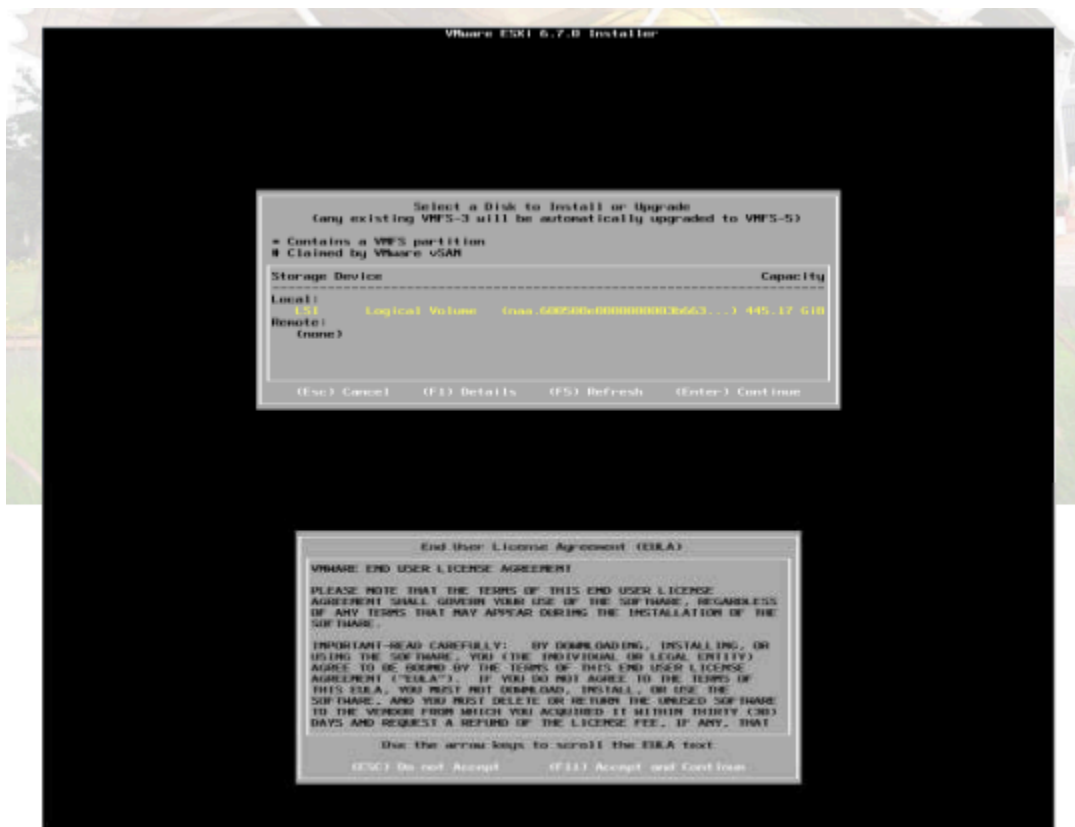 VMware ESXi 6.7.0 Installer
Select a Disk to Install or Upgrade
(any existing VMFS-3 will be automatically upgraded to VMFS-5)
* Contains a VMFS partition
# Claimed by VMware vSAN
Storage Device Capacity
Local:
LSI Logical Volume 445.17 GiB
Remote:
(none)
(Esc) Cancel (F1) Details (F5) Refresh (Enter) Continue
End User License Agreement (EULA)
VMWARE END USER LICENSE AGREEMENT
PLEASE NOTE THAT THE TERMS OF THIS END USER LICENSE
AGREEMENT SHALL GOVERN YOUR USE OF THE SOFTWARE, REGARDLESS
OF ANY TERMS THAT MAY APPEAR DURING THE INSTALLATION OF THE
SOFTWARE.
IMPORTANT-READ CAREFULLY: BY DOWNLOADING, INSTALLING, OR
USING THE SOFTWARE, YOU (THE INDIVIDUAL OR LEGAL ENTITY)
AGREE TO BE BOUND BY THE TERMS OF THIS END USER LICENSE
AGREEMENT ("EULA"). IF YOU DO NOT AGREE TO THE TERMS OF
THIS EULA, YOU MUST NOT DOWNLOAD, INSTALL, OR USE THE
SOFTWARE, AND YOU MUST DELETE OR RETURN THE UNUSED SOFTWARE
TO THE VENDOR FROM WHICH YOU ACQUIRED IT WITHIN THIRTY (30)
DAYS AND REQUEST A REFUND OF THE LICENSE FEE, IF ANY, THAT
Use the arrow keys to scroll the EULA text
(ESC) Do not Accept (F11) Accept and Continue